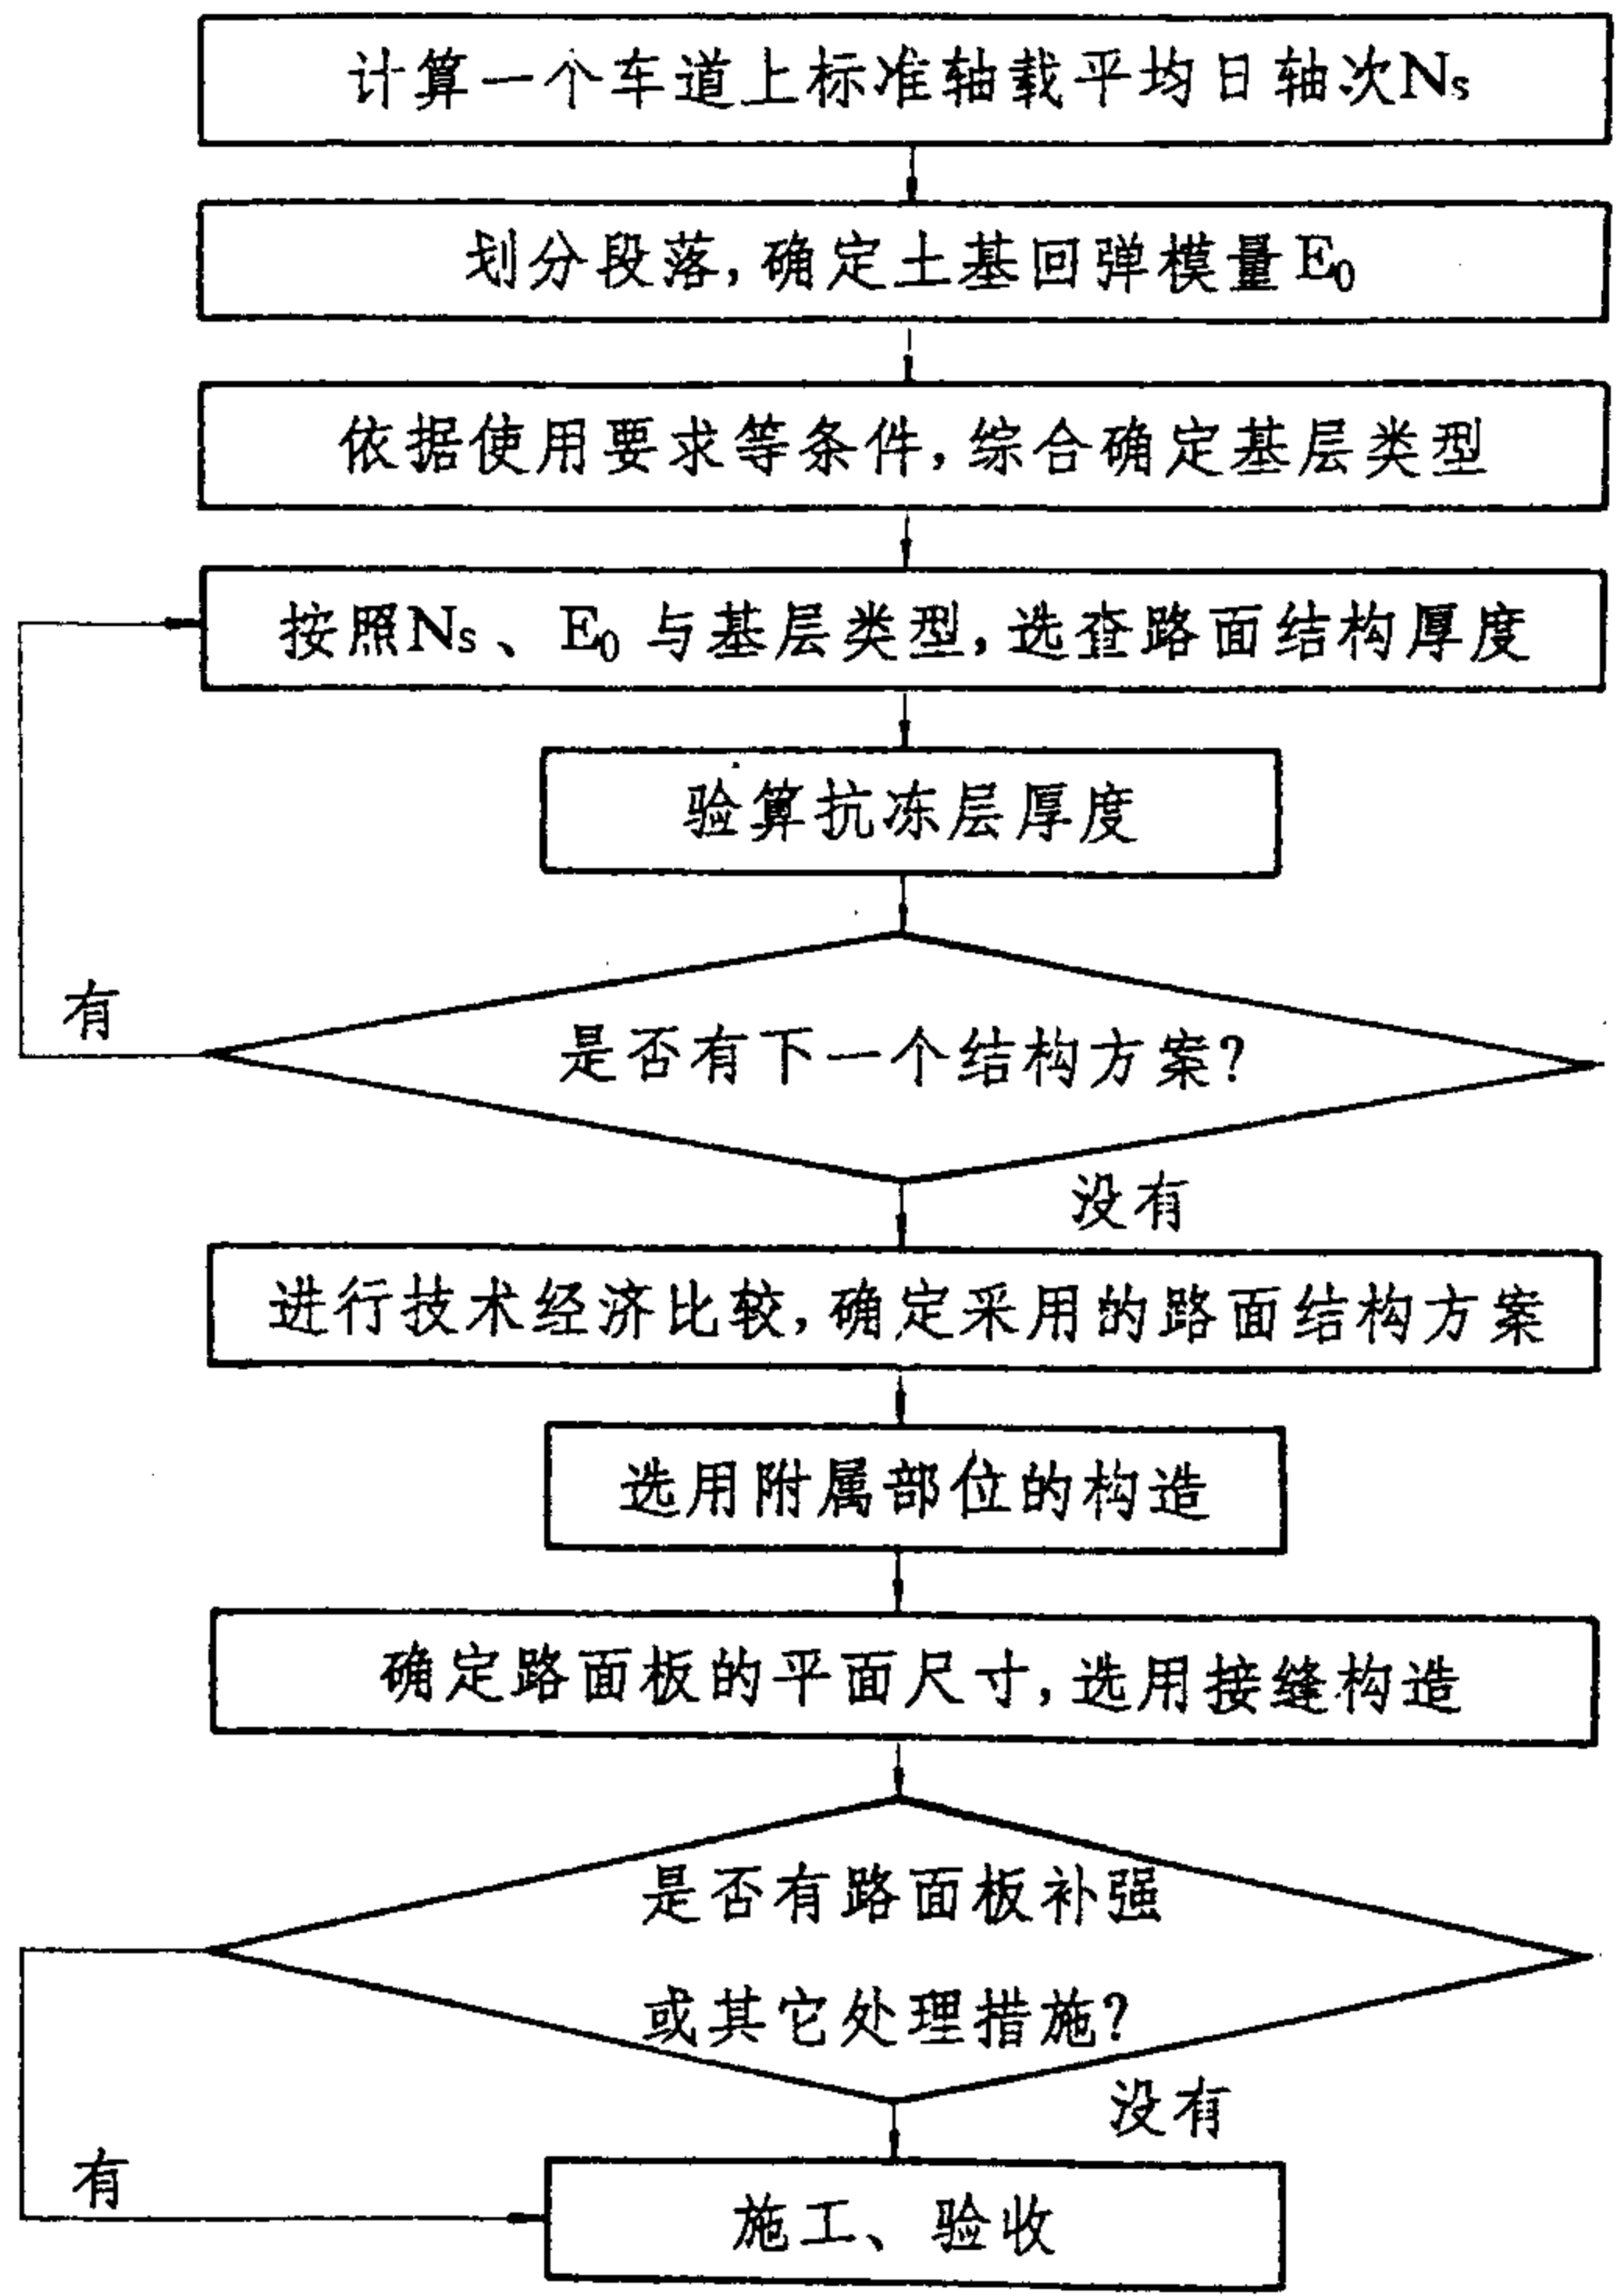 计算一个车道上标准轴载平均日轴次Ns
划分段落,确定土基回弹模量E0
依据使用要求等条件,综合确定基层类型
按照Ns、E0与基层类型,选查路面结构厚度
验算抗冻层厚度
有
是否有下一个结构方案?
没有
进行技术经济比较,确定采用的路面结构方案
选用附属部位的构造
确定路面板的平面尺寸,选用接缝构造
是否有路面板补强
或其它处理措施?
没有
有
施工、验收